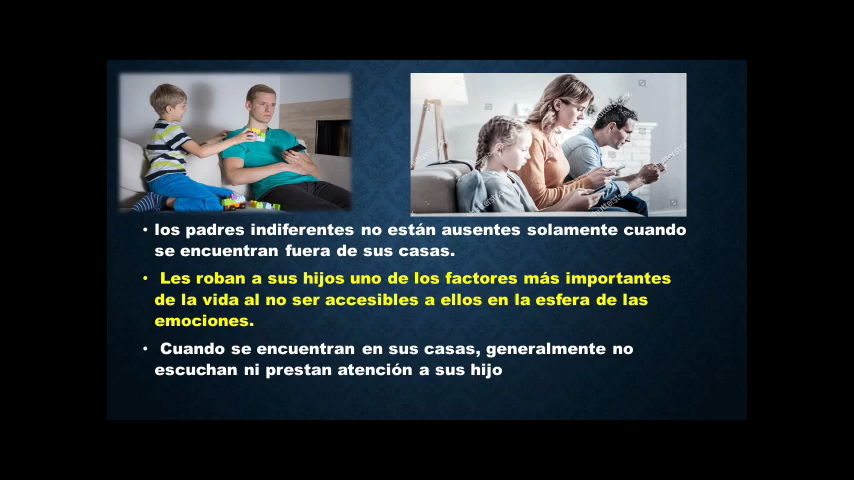 • los padres indiferentes no están ausentes solamente cuando
se encuentran fuera de sus casas.
• Les roban a sus hijos uno de los factores más importantes
de la vida al no ser accesibles a ellos en la esfera de las
emociones.
• Cuando se encuentran en sus casas, generalmente no
escuchan ni prestan atención a sus hijo